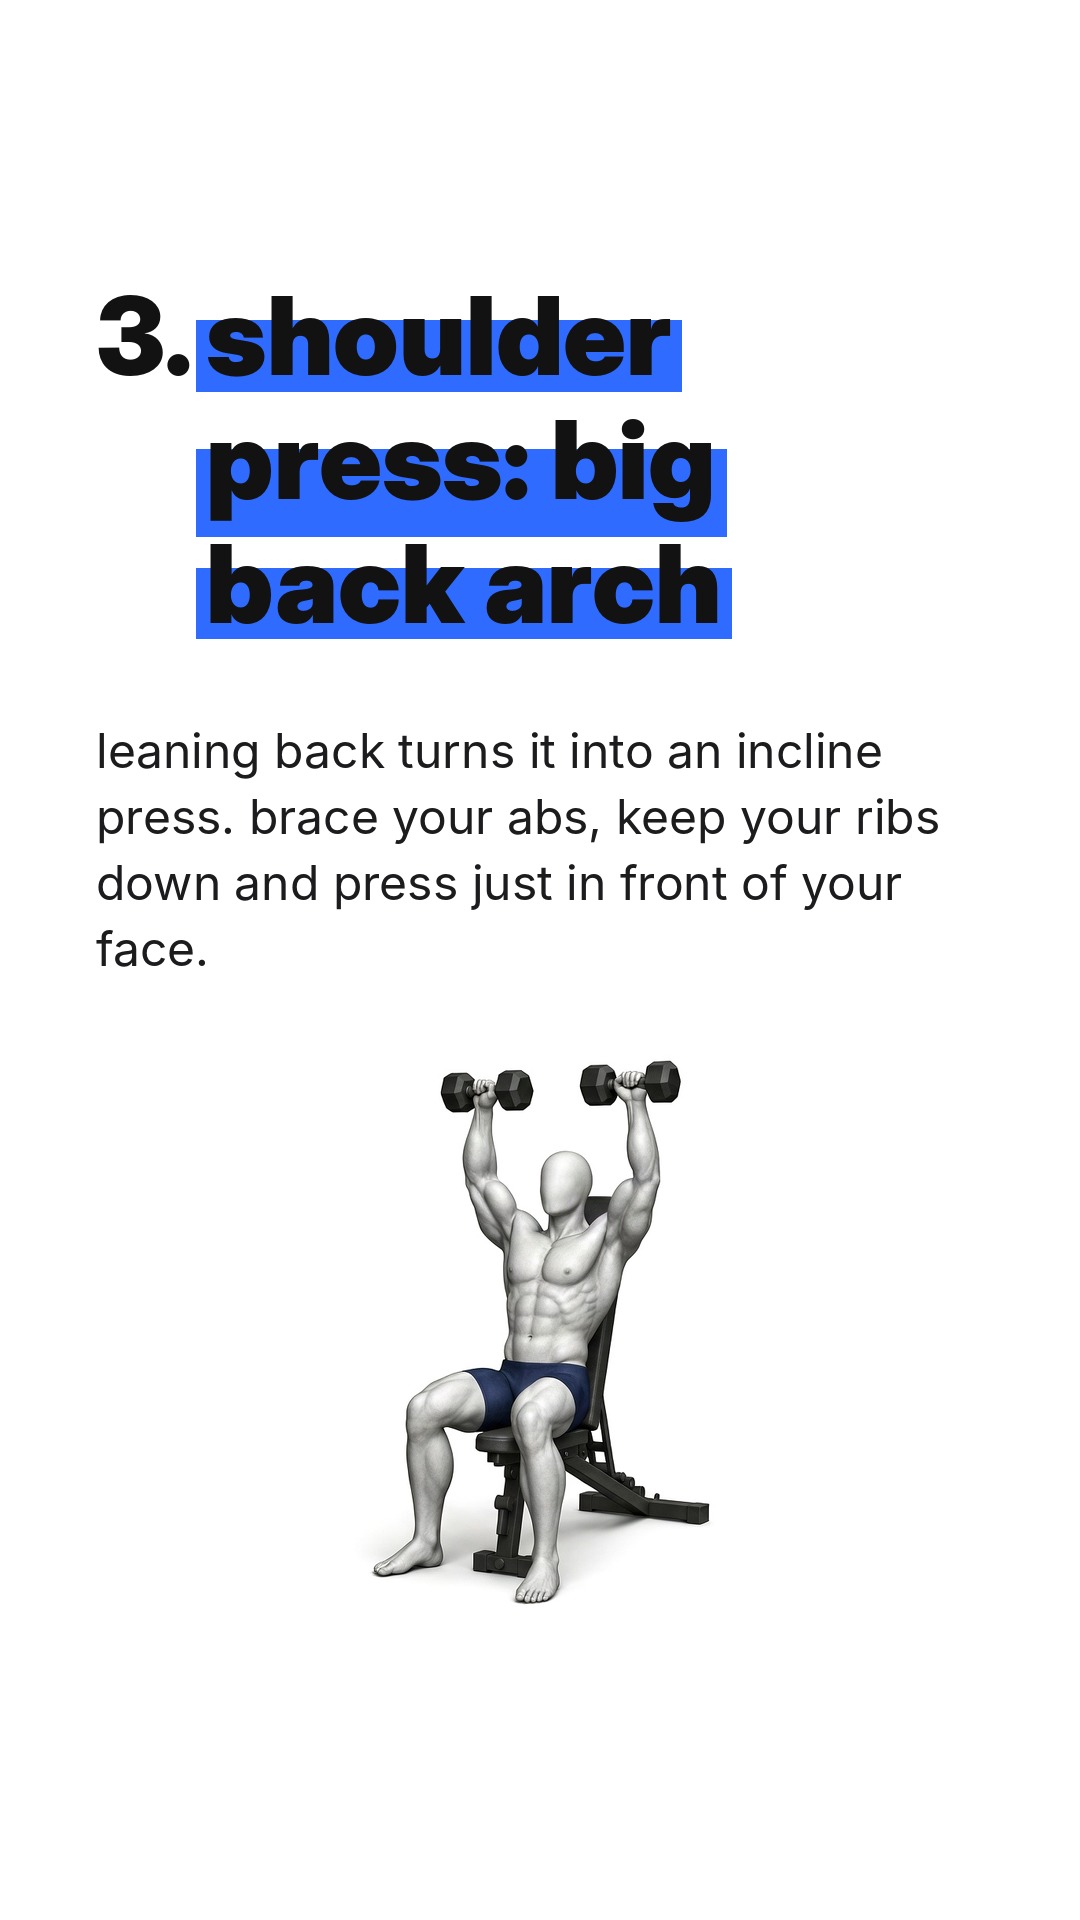 3. shoulder
press: big
back arch
leaning back turns it into an incline
press. brace your abs, keep your ribs
down and press just in front of your
face.